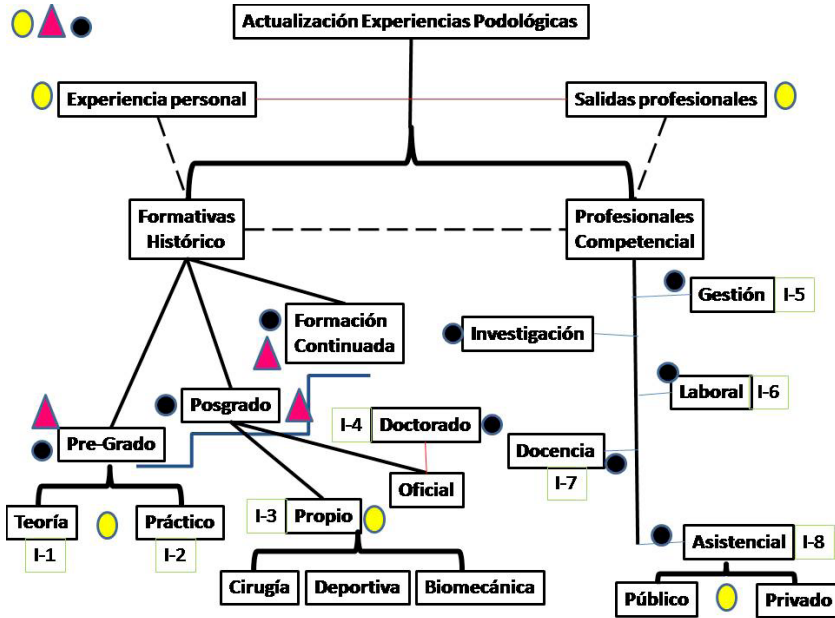 Actualización Experiencias Podológicas
Experiencia personal
Salidas profesionales
Formativas
Histórico
Profesionales
Competencial
Gestión I-5
Formación
Continuada
Investigación
Laboral I-6
Posgrado
I-4 Doctorado
Pre-Grado
Docencia
I-7
Oficial
Teoría
Práctico
I-3 Propio
I-1
I-2
Asistencial I-8
Cirugía
Deportiva
Biomecánica
Público
Privado